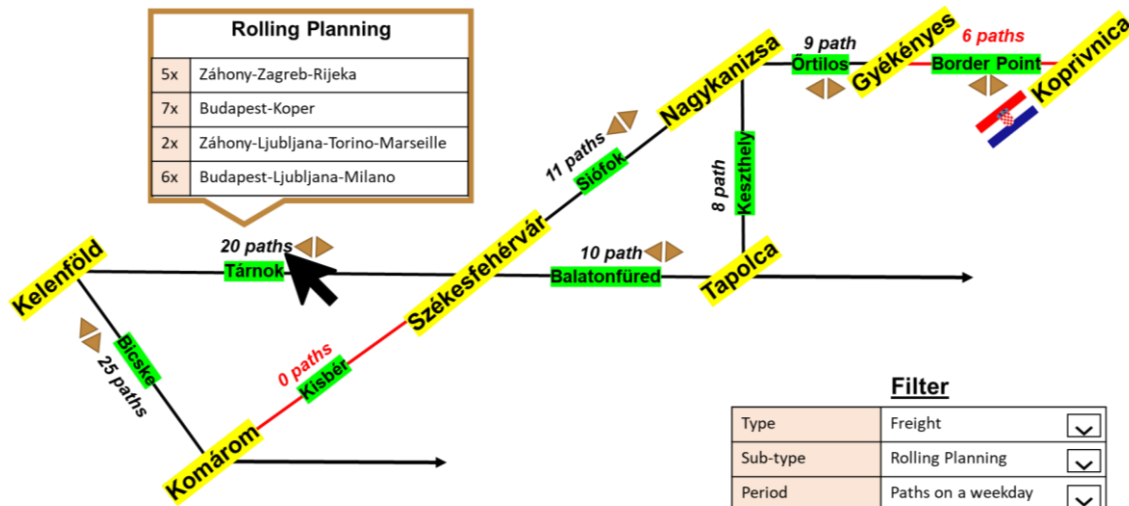 Rolling Planning
5x Záhony-Zagreb-Rijeka
7x Budapest-Koper
2x Záhony-Ljubljana-Torino-Marseille
6x Budapest-Ljubljana-Milano
9 path
Őrtilos
Gyékényes
6 paths
Border Point
Koprivnica
Nagykanizsa
11 paths
Siófok
8 path
Keszthely
Kelenföld
20 paths
Tárnok
Székesfehérvár
10 path
Balatonfüred
Tapolca
Bicske
25 paths
0 paths
Kisbér
Komárom
Filter
Type Freight
Sub-type Rolling Planning
Period Paths on a weekday